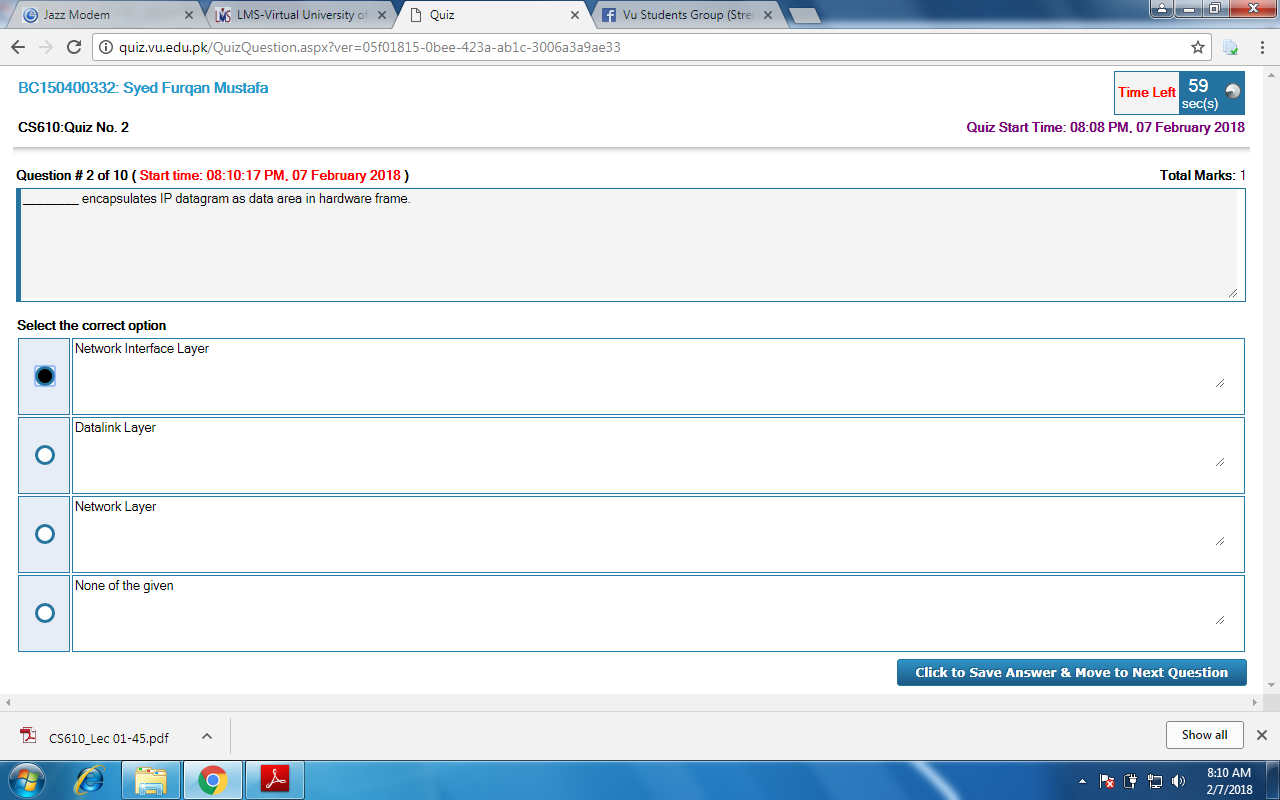 Jazz Modem
LMS-Virtual University of
Quiz
Vu Students Group (Stre
quiz.vu.edu.pk/QuizQuestion.aspx?ver=05f01815-0bee-423a-ab1c-3006a3a9ae33
BC150400332: Syed Furqan Mustafa
Time Left 59
sec(s)
CS610:Quiz No. 2
Quiz Start Time: 08:08 PM, 07 February 2018
Question # 2 of 10 ( Start time: 08:10:17 PM, 07 February 2018 )
Total Marks: 1
________ encapsulates IP datagram as data area in hardware frame.
Select the correct option
Network Interface Layer
Datalink Layer
Network Layer
None of the given
Click to Save Answer & Move to Next Question
CS610_Lec 01-45.pdf
Show all
8:10 AM
2/7/2018